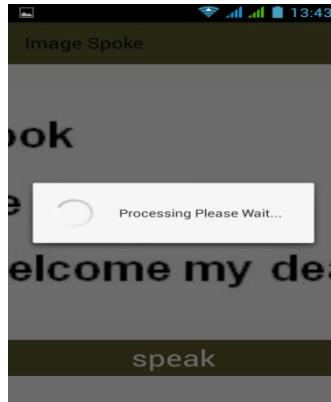 13:43
Image Spoke
ook
Processing Please Wait...
elcome my dea
speak